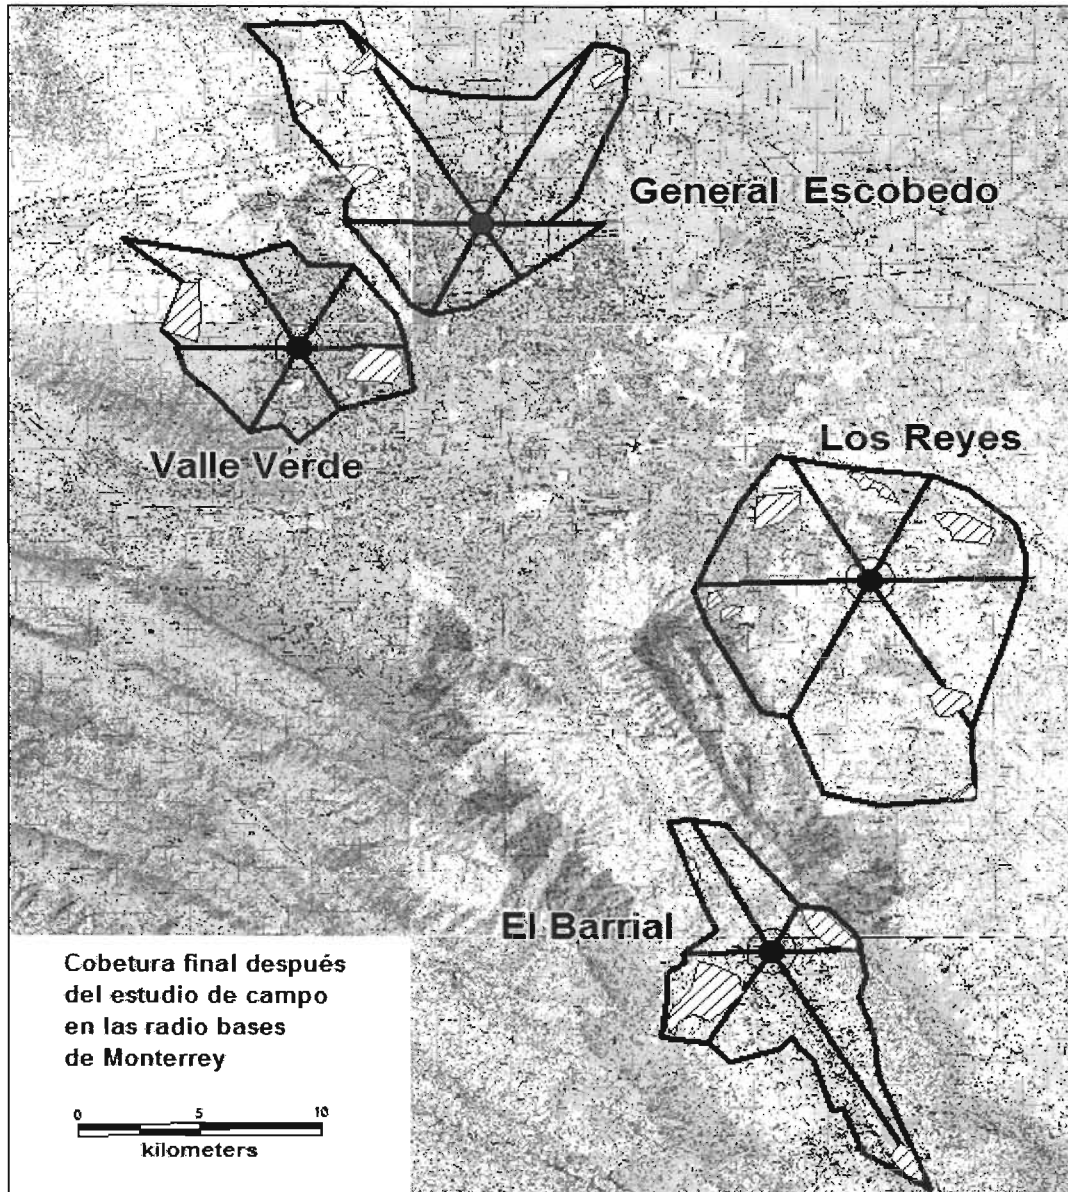 General Escobedo
Valle Verde
Los Reyes
El Barrial
Cobetura final después
del estudio de campo
en las radio bases
de Monterrey
0 5 10
kilometers